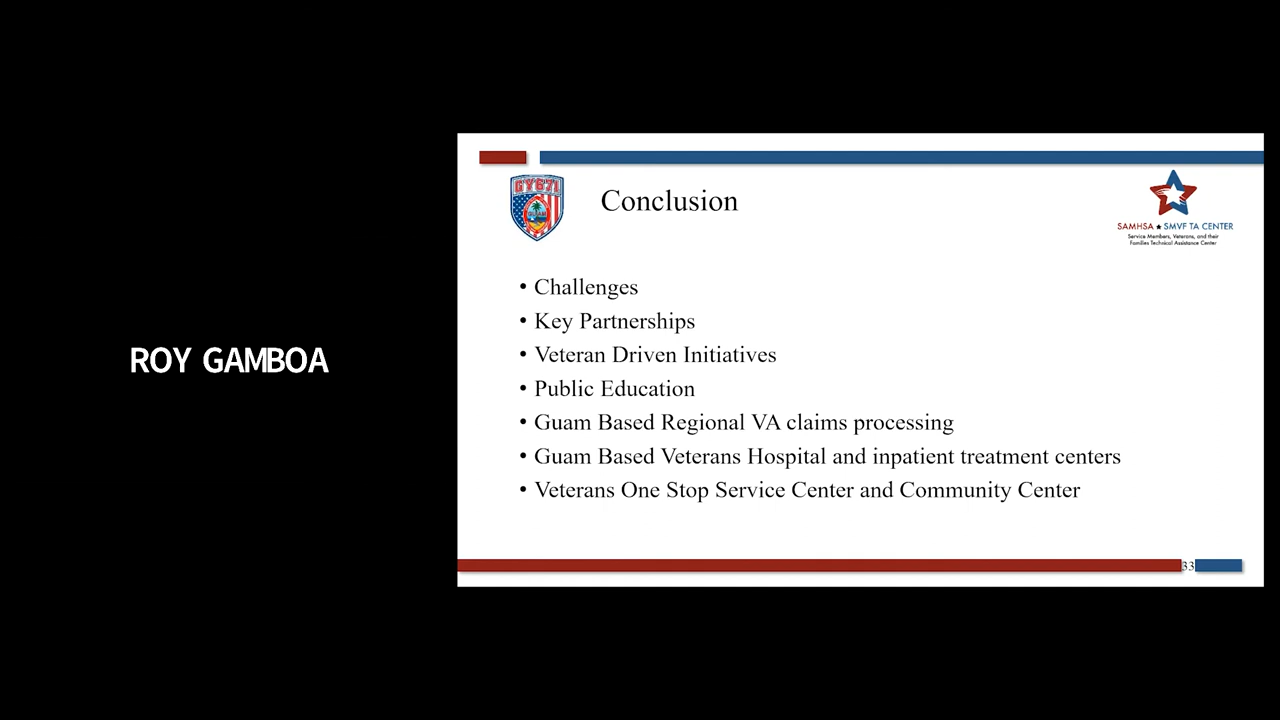 ROY GAMBOA
GY671
Conclusion
SAMHSA ★ SMVF TA CENTER
Service Members, Veterans, and their
Families Technical Assistance Center
• Challenges
• Key Partnerships
• Veteran Driven Initiatives
• Public Education
• Guam Based Regional VA claims processing
• Guam Based Veterans Hospital and inpatient treatment centers
• Veterans One Stop Service Center and Community Center
33